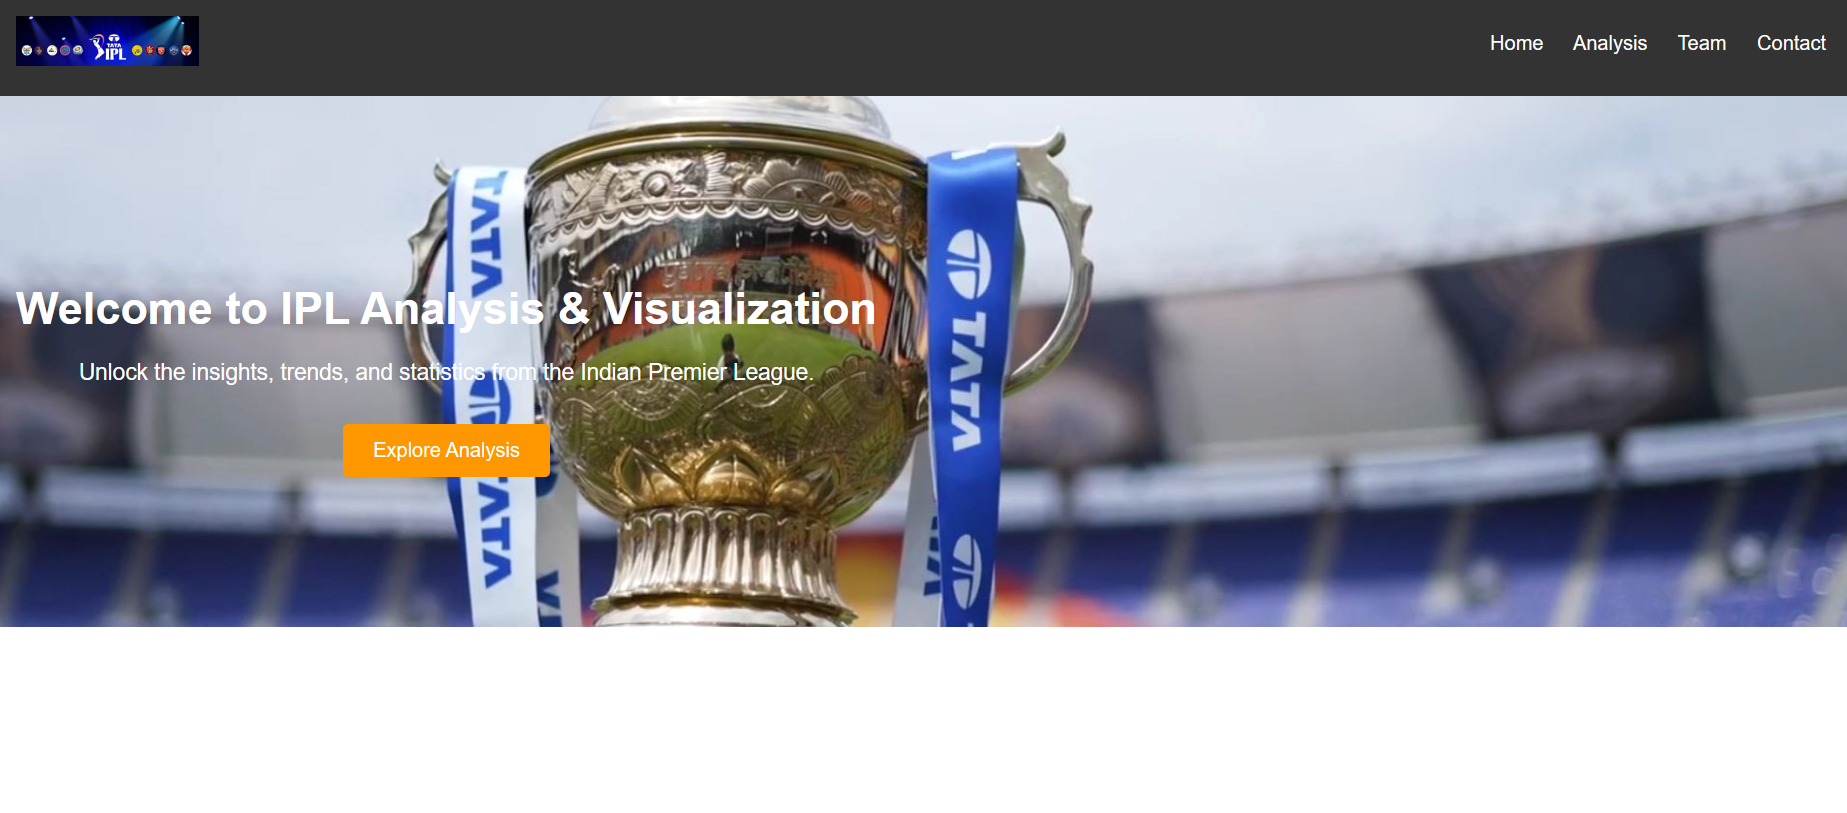 TATA
IPL
Home
Analysis
Team
Contact
Welcome to IPL Analysis & Visualization
Unlock the insights, trends, and statistics from the Indian Premier League.
Explore Analysis
TATA
TATA
TATA